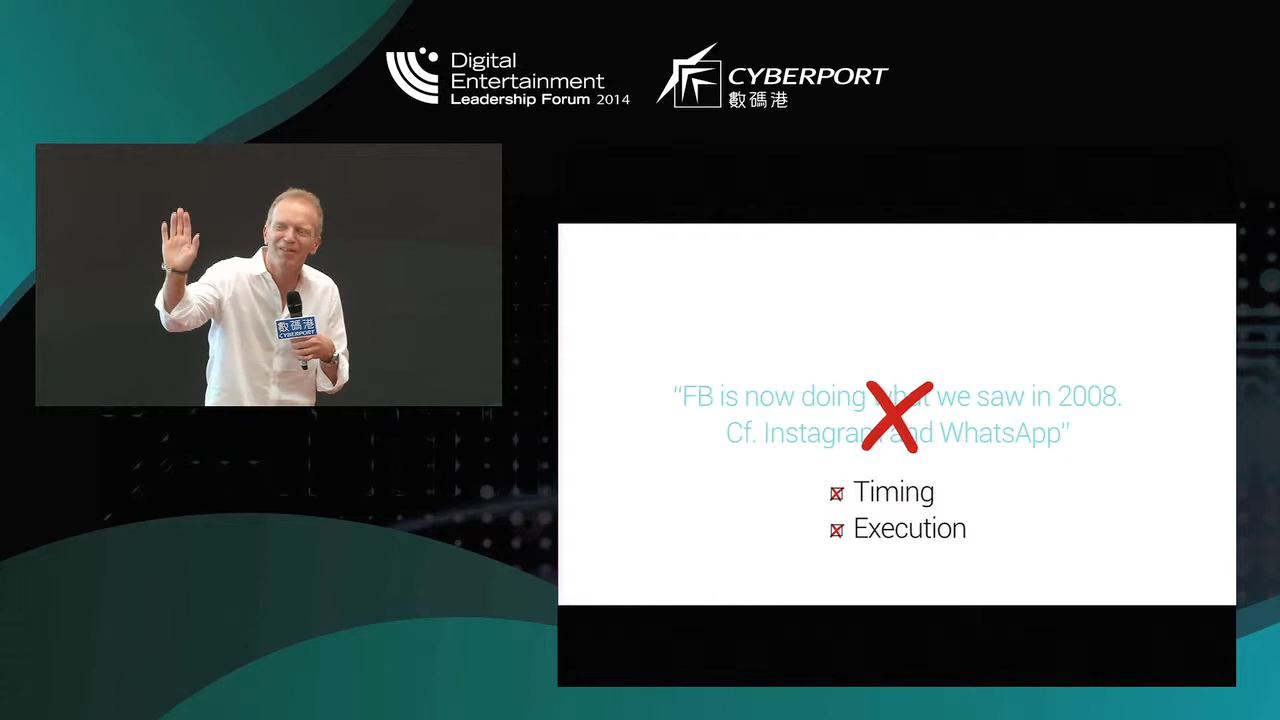 Digital
Entertainment
Leadership Forum 2014
CYBERPORT
數碼港
數碼港
CYBERPORT
“FB is now doing what we saw in 2008.
Cf. Instagram and WhatsApp”
Timing
Execution